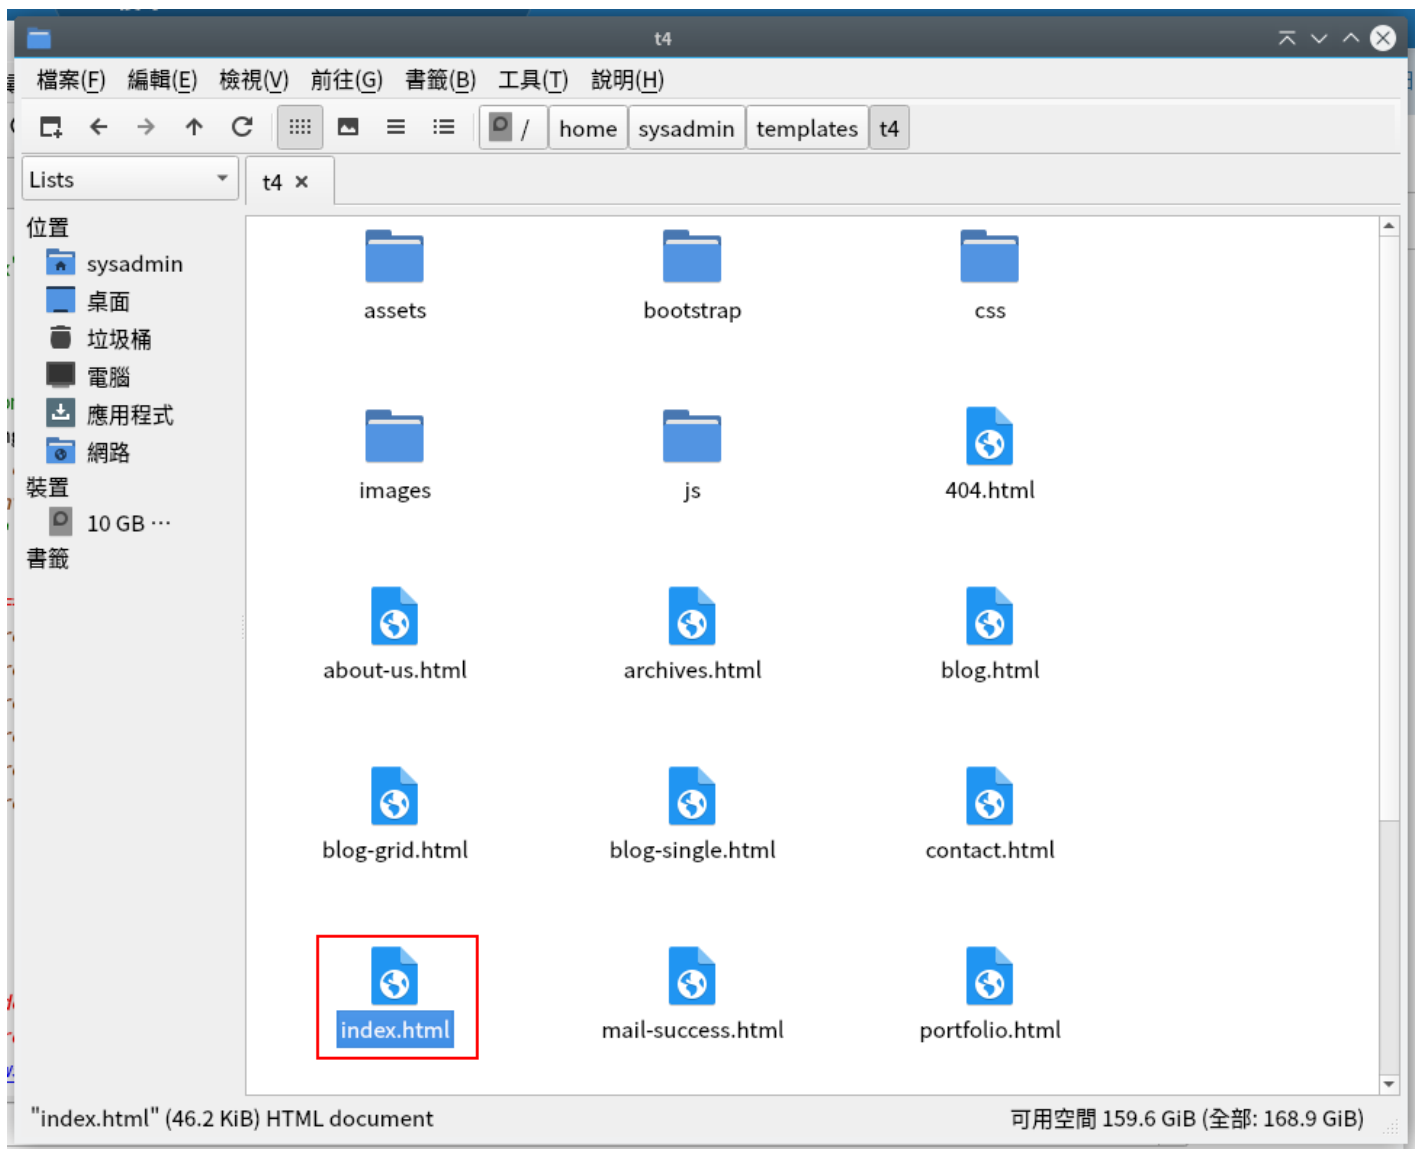 t4
檔案(F) 編輯(E) 檢視(V) 前往(G) 書籤(B) 工具(T) 說明(H)
/ home sysadmin templates t4
Lists
t4
位置
sysadmin
桌面
垃圾桶
電腦
應用程式
網路
裝置
10 GB ⋯
書籤
assets bootstrap css
images js 404.html
about-us.html archives.html blog.html
blog-grid.html blog-single.html contact.html
index.html mail-success.html portfolio.html
"index.html" (46.2 KiB) HTML document 可用空間 159.6 GiB (全部: 168.9 GiB)